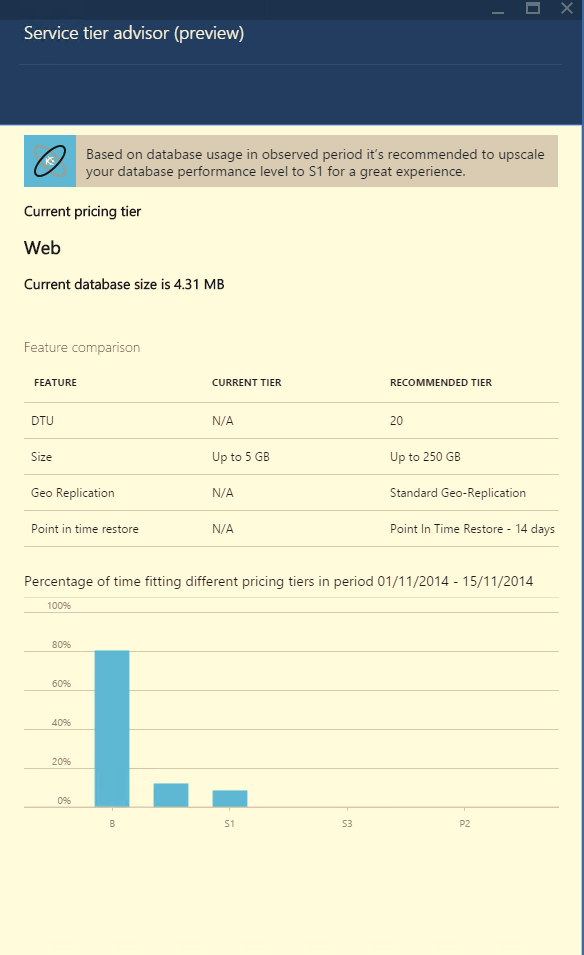 Service tier advisor (preview)
Based on database usage in observed period it's recommended to upscale
your database performance level to S1 for a great experience.
Current pricing tier
Web
Current database size is 4.31 MB
Feature comparison
FEATURE CURRENT TIER RECOMMENDED TIER
DTU N/A 20
Size Up to 5 GB Up to 250 GB
Geo Replication N/A Standard Geo-Replication
Point in time restore N/A Point In Time Restore - 14 days
Percentage of time fitting different pricing tiers in period 01/11/2014 - 15/11/2014
100%
80%
60%
40%
20%
0%
B S1 S3 P2